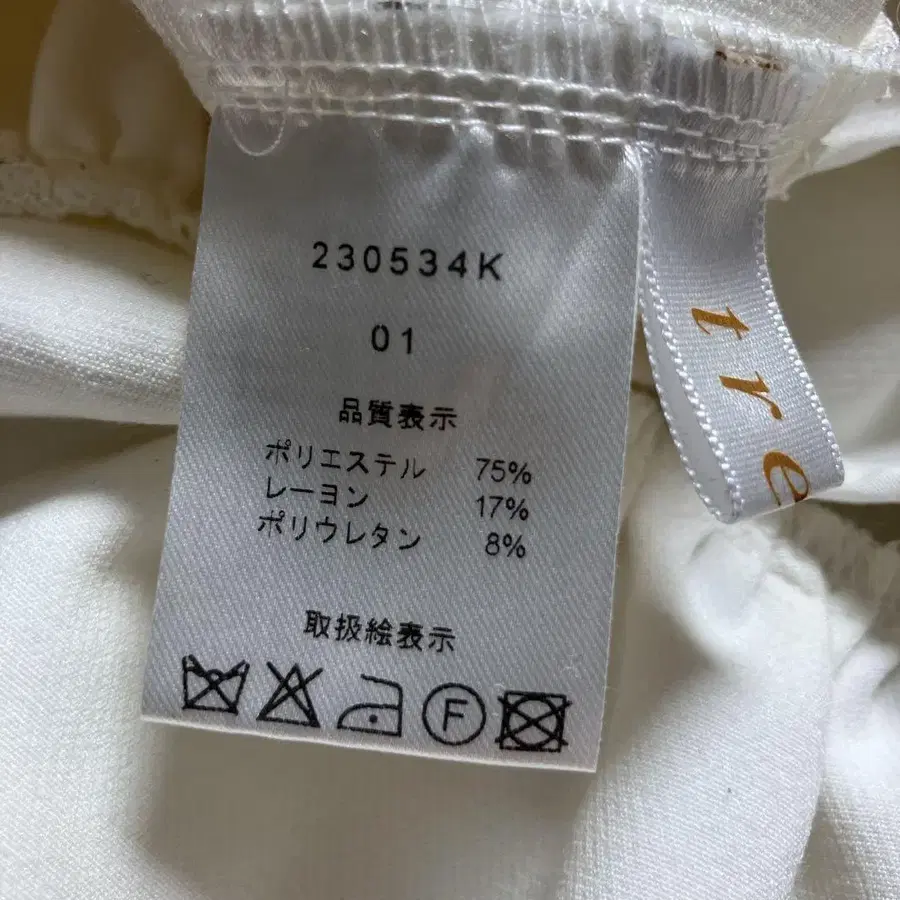 230534K
01
品質表示
ポリエステル 75%
レーヨン 17%
ポリウレタン 8%
取扱絵表示
F
tre